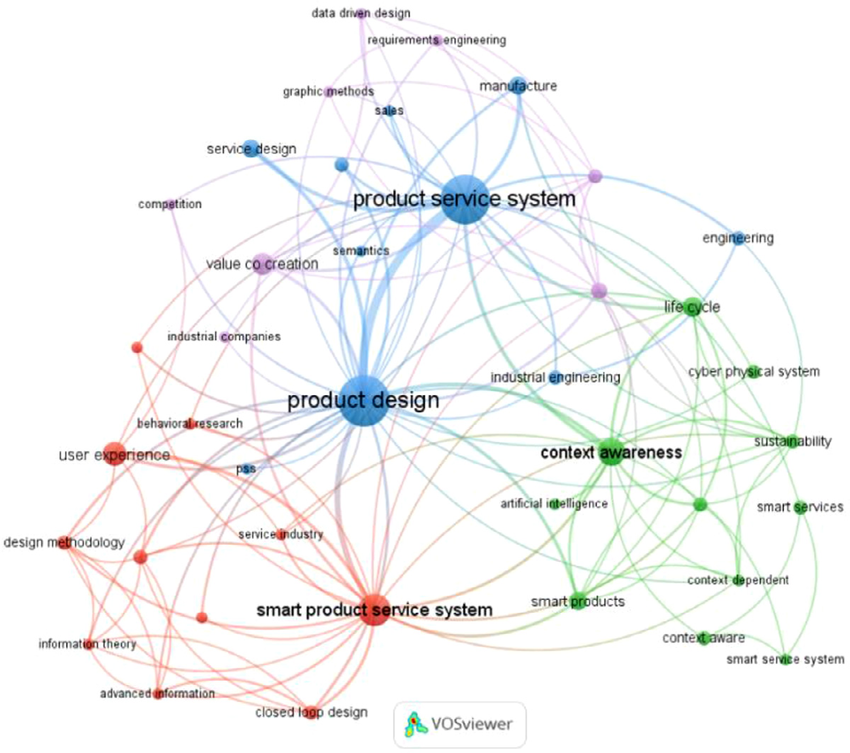 data driven design
requirements engineering
graphic methods
manufacture
sales
service design
product service system
competition
engineering
semantics
value co creation
life cycle
industrial companies
cyber physical system
industrial engineering
product design
behavioral research
sustainability
user experience
context awareness
pss
artificial intelligence
smart services
service industry
design methodology
context dependent
smart products
smart product service system
context aware
information theory
smart service system
advanced information
closed loop design
VOSviewer